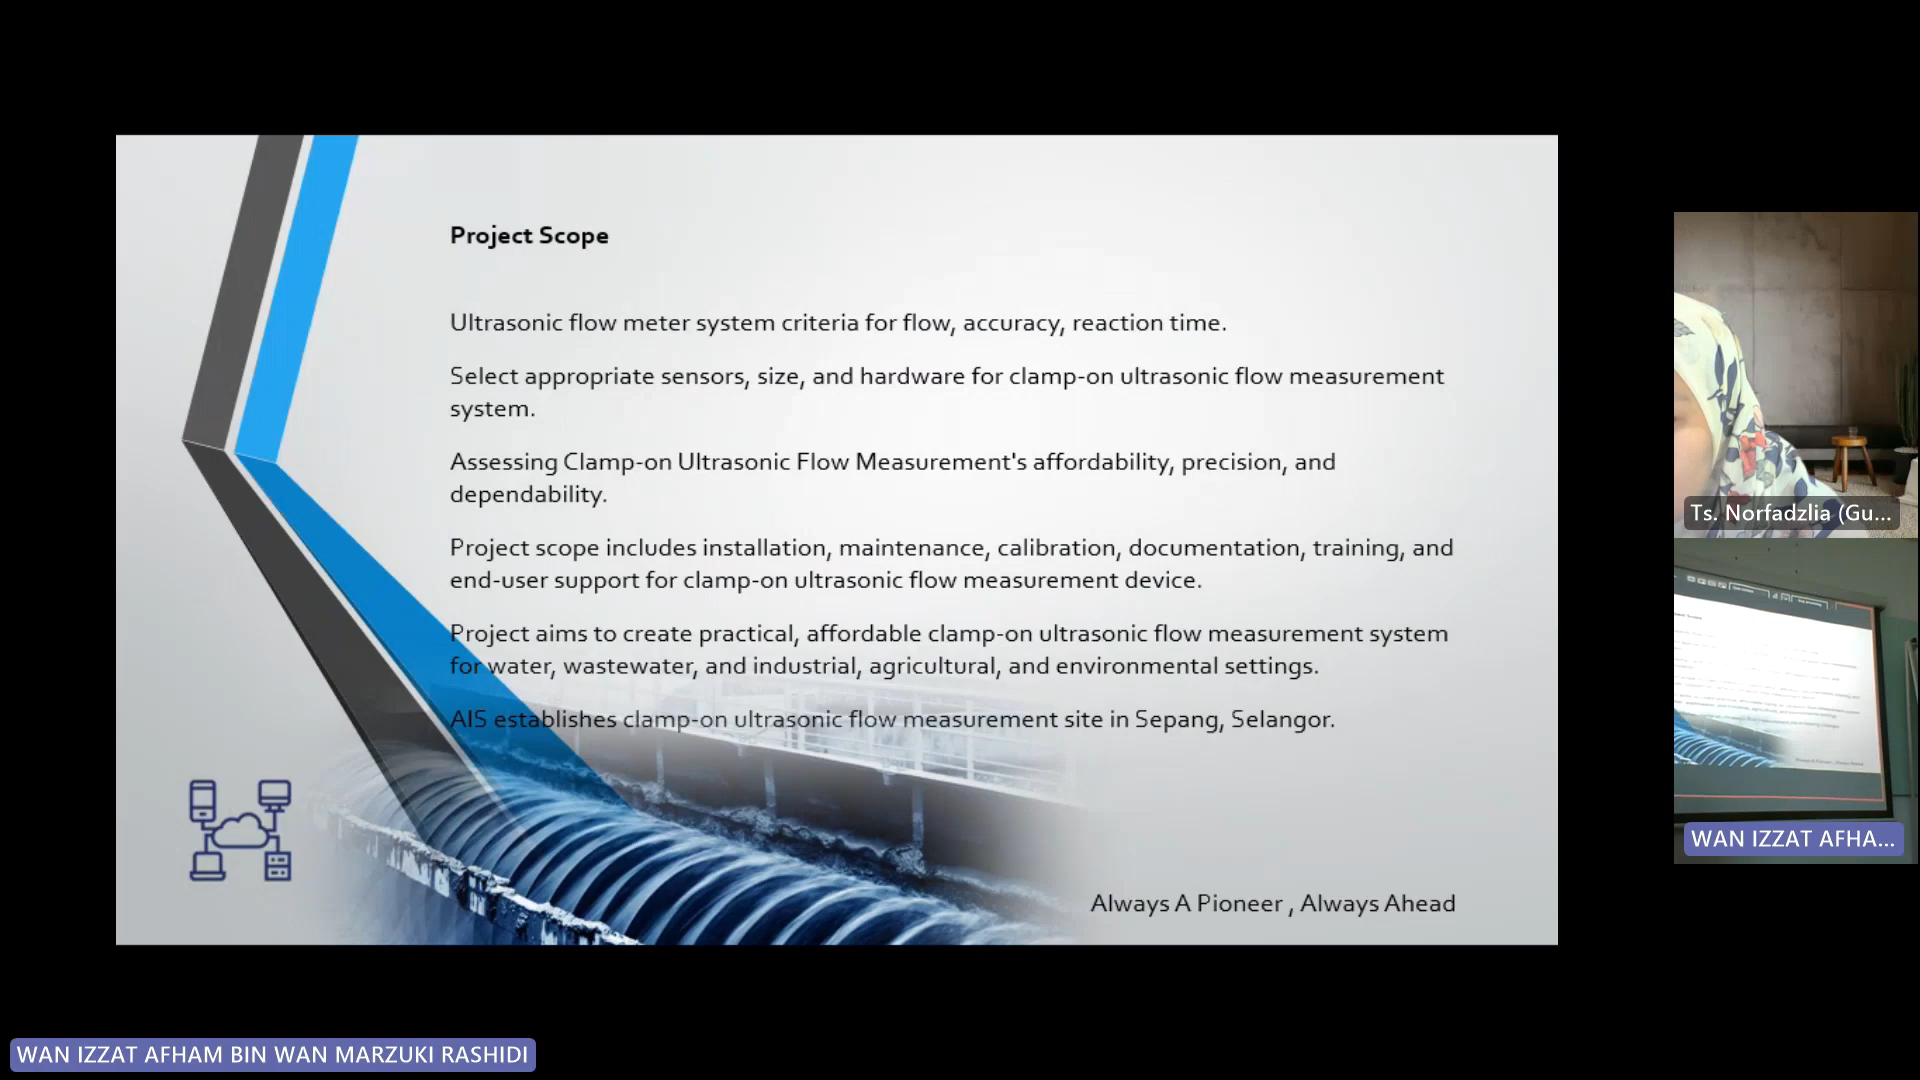 Project Scope
Ultrasonic flow meter system criteria for flow, accuracy, reaction time.
Select appropriate sensors, size, and hardware for clamp-on ultrasonic flow measurement
system.
Assessing Clamp-on Ultrasonic Flow Measurement's affordability, precision, and
dependability.
Project scope includes installation, maintenance, calibration, documentation, training, and
end-user support for clamp-on ultrasonic flow measurement device.
Project aims to create practical, affordable clamp-on ultrasonic flow measurement system
for water, wastewater, and industrial, agricultural, and environmental settings.
AIS establishes clamp-on ultrasonic flow measurement site in Sepang, Selangor.
Always A Pioneer , Always Ahead
Ts. Norfadzlia (Gu...
WAN IZZAT AFHA...
WAN IZZAT AFHAM BIN WAN MARZUKI RASHIDI